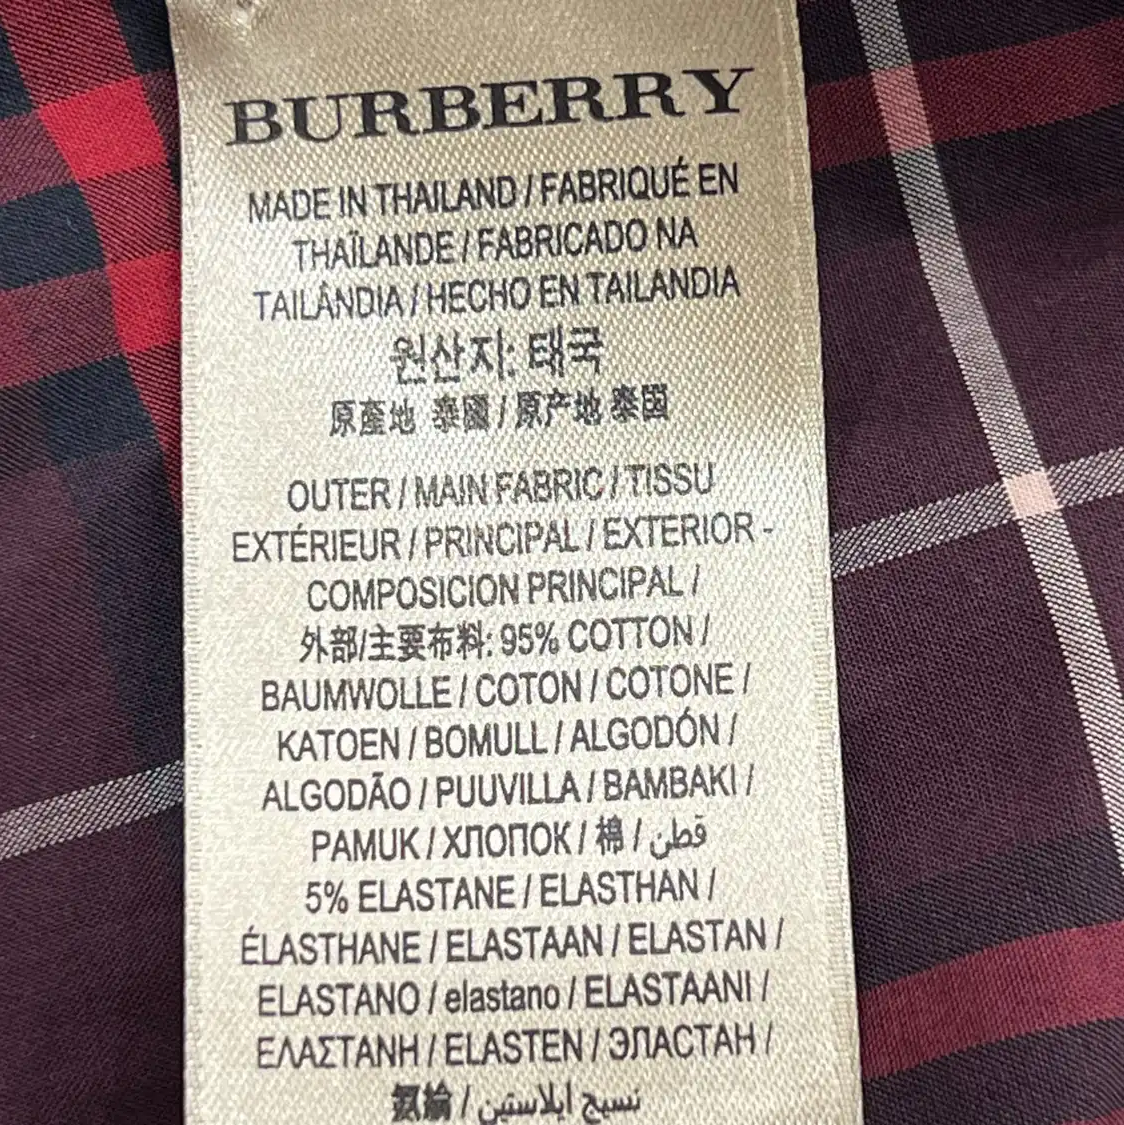 BURBERRY
MADE IN THAILAND / FABRIQUÉ EN
THAÏLANDE / FABRICADO NA
TAILÁNDIA / HECHO EN TAILANDIA
원산지: 태국
原產地 泰國 / 原产地 泰国
OUTER / MAIN FABRIC / TISSU
EXTÉRIEUR / PRINCIPAL / EXTERIOR -
COMPOSICION PRINCIPAL /
外部/主要布料: 95% COTTON /
BAUMWOLLE / COTON / COTONE /
KATOEN / BOMULL / ALGODÓN /
ALGODÃO / PUUVILLA / BAMBAKI /
PAMUK / ХЛОПОК / 棉 / قطن
5% ELASTANE / ELASTHAN /
ÉLASTHANE / ELASTAAN / ELASTAN /
ELASTANO / elastano / ELASTAANI /
ΕΛΑΣΤΑΝΗ / ELASTEN / ЭЛАСТАН /
氨綸 / نسيج إيلاستين